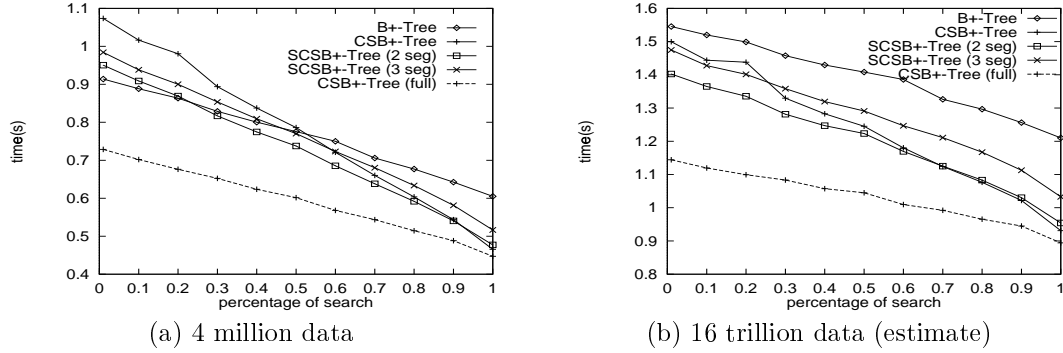 1.1
1
0.9
0.8
0.7
0.6
0.5
0.4
time(s)
0 0.1 0.2 0.3 0.4 0.5 0.6 0.7 0.8 0.9 1
percentage of search
B+-Tree
CSB+-Tree
SCSB+-Tree (2 seg)
SCSB+-Tree (3 seg)
CSB+-Tree (full)
(a) 4 million data
1.6
1.5
1.4
1.3
1.2
1.1
1
0.9
0.8
time(s)
0 0.1 0.2 0.3 0.4 0.5 0.6 0.7 0.8 0.9 1
percentage of search
B+-Tree
CSB+-Tree
SCSB+-Tree (2 seg)
SCSB+-Tree (3 seg)
CSB+-Tree (full)
(b) 16 trillion data (estimate)